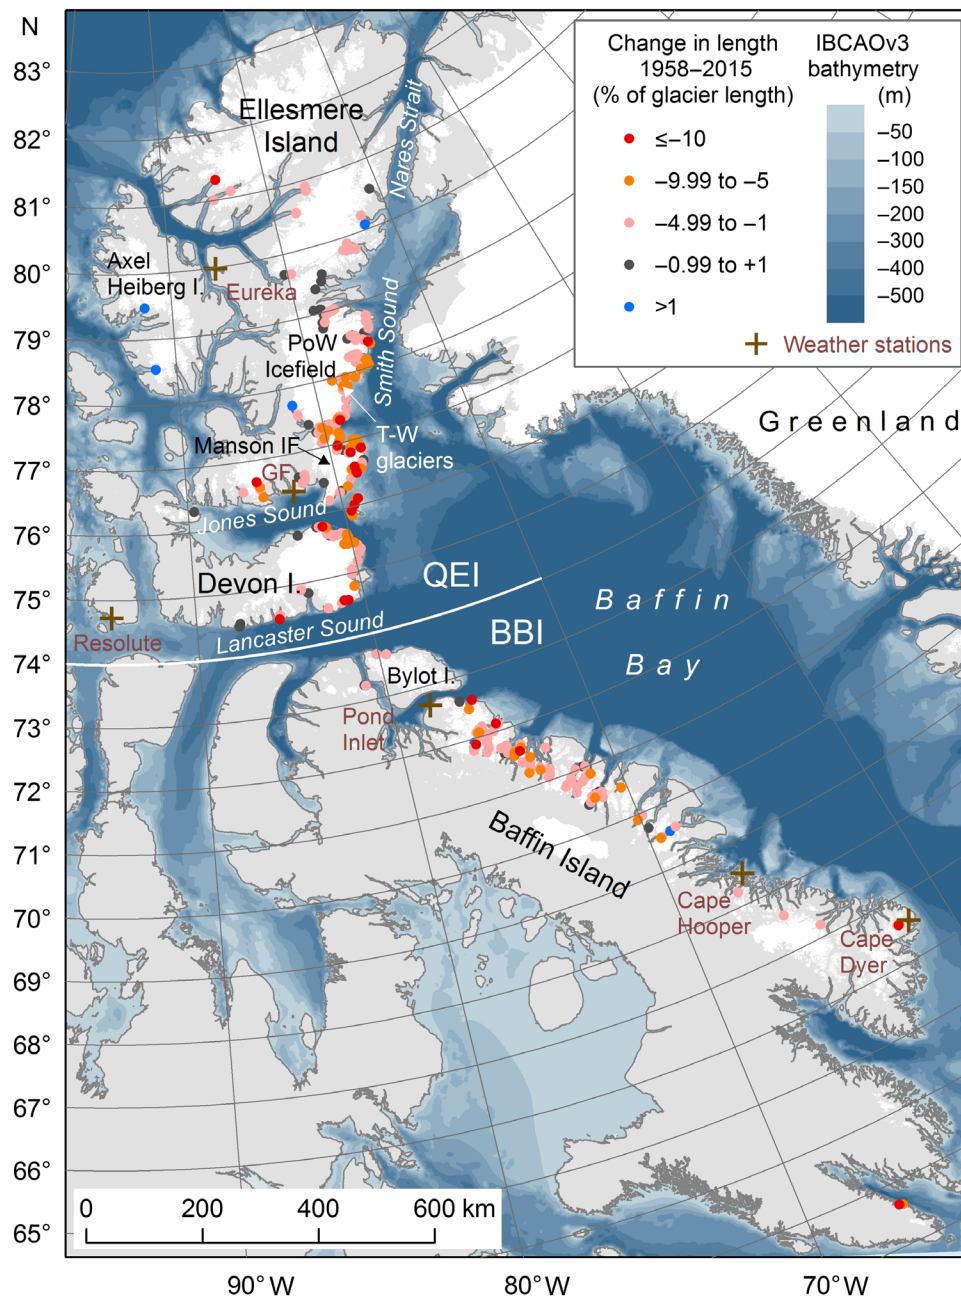 N
83°
82°
81°
80°
79°
78°
77°
76°
75°
74°
73°
72°
71°
70°
69°
68°
67°
66°
65°
Change in length
1958–2015
(% of glacier length)
≤–10
–9.99 to –5
–4.99 to –1
–0.99 to +1
>1
IBCAOv3
bathymetry
(m)
–50
–100
–150
–200
–300
–400
–500
Weather stations
Ellesmere
Island
Nares Strait
Axel
Heiberg I.
Eureka
PoW
Icefield
Smith Sound
Greenland
T-W
glaciers
Manson IF
GF
Jones Sound
Devon I.
QEI
Baffin
Resolute
Lancaster Sound
BBI
Bay
Bylot I.
Pond
Inlet
Baffin Island
Cape
Hooper
Cape
Dyer
0 200 400 600 km
90°W 80°W 70°W